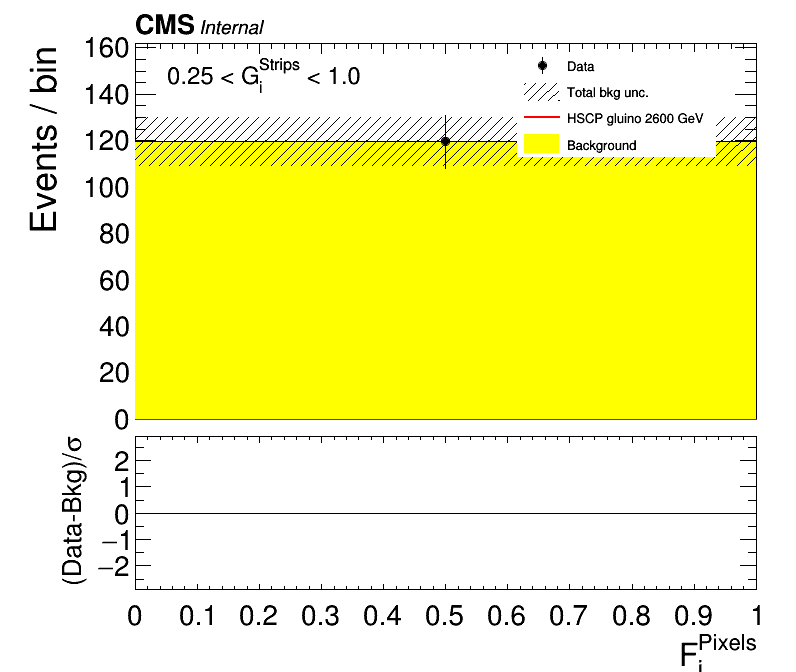 CMS Internal
Events / bin
160
140
120
100
80
60
40
20
0
0.25 < G_i^Strips < 1.0
Data
Total bkg unc.
HSCP gluino 2600 GeV
Background
(Data-Bkg)/σ
2
1
0
−1
−2
0 0.1 0.2 0.3 0.4 0.5 0.6 0.7 0.8 0.9 1
F_i^Pixels